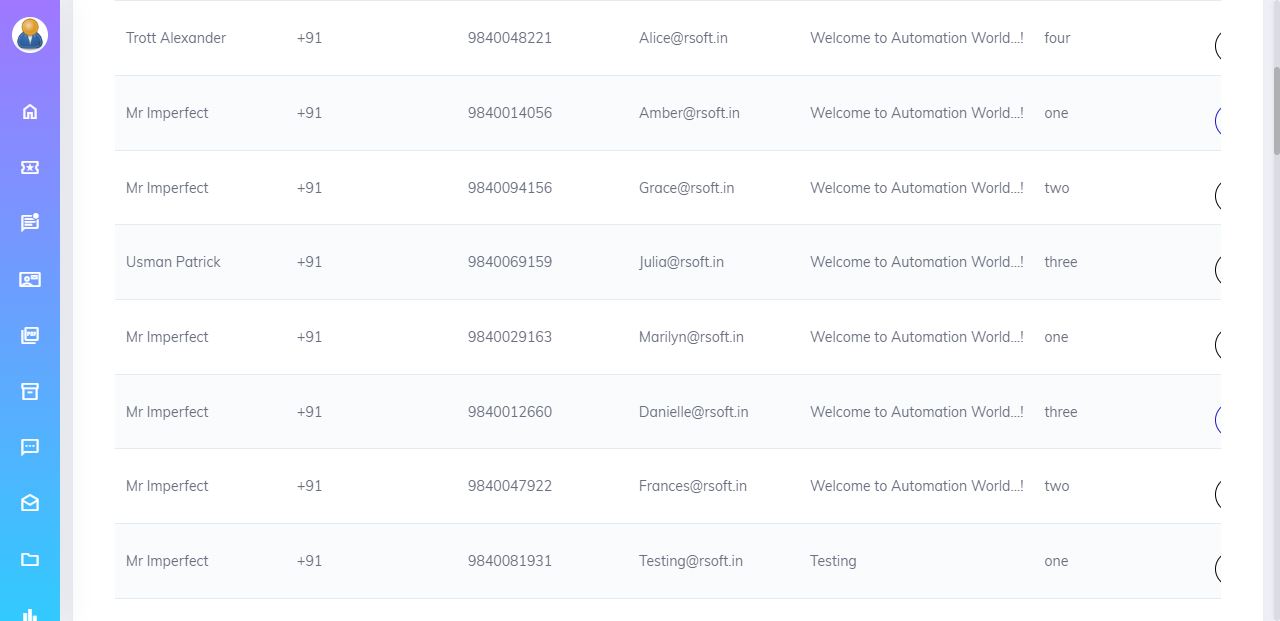 Trott Alexander +91 9840048221 Alice@rsoft.in Welcome to Automation World...! four
Mr Imperfect +91 9840014056 Amber@rsoft.in Welcome to Automation World...! one
Mr Imperfect +91 9840094156 Grace@rsoft.in Welcome to Automation World...! two
Usman Patrick +91 9840069159 Julia@rsoft.in Welcome to Automation World...! three
Mr Imperfect +91 9840029163 Marilyn@rsoft.in Welcome to Automation World...! one
Mr Imperfect +91 9840012660 Danielle@rsoft.in Welcome to Automation World...! three
Mr Imperfect +91 9840047922 Frances@rsoft.in Welcome to Automation World...! two
Mr Imperfect +91 9840081931 Testing@rsoft.in Testing one